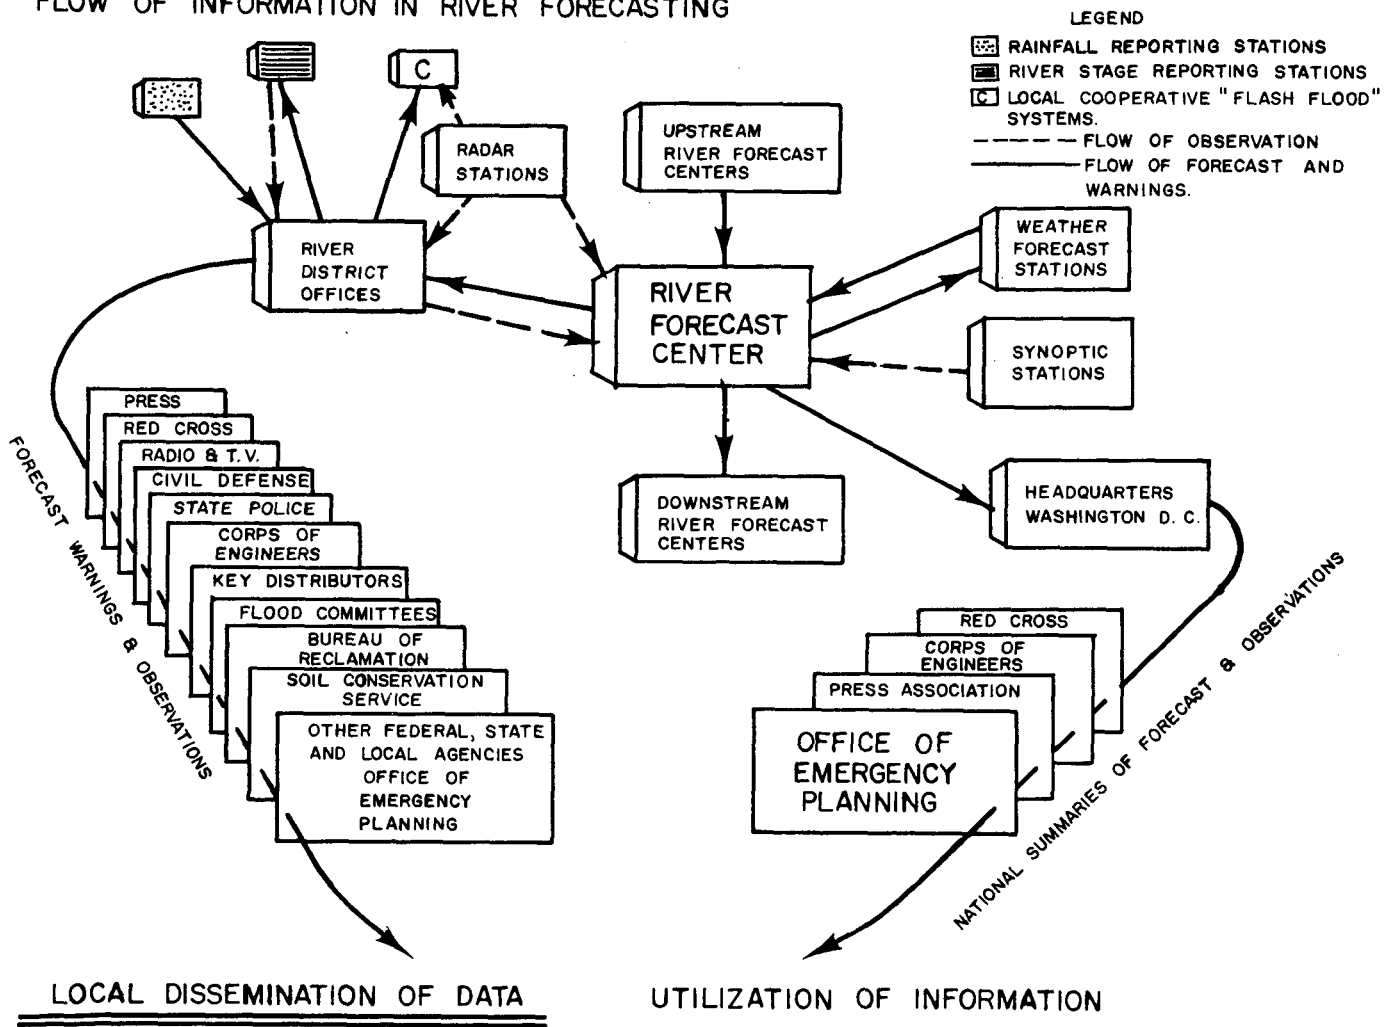 FLOW OF INFORMATION IN RIVER FORECASTING
LEGEND
RAINFALL REPORTING STATIONS
RIVER STAGE REPORTING STATIONS
C LOCAL COOPERATIVE "FLASH FLOOD"
SYSTEMS.
FLOW OF OBSERVATION
FLOW OF FORECAST AND
WARNINGS.
C
RADAR
STATIONS
UPSTREAM
RIVER FORECAST
CENTERS
RIVER
DISTRICT
OFFICES
RIVER
FORECAST
CENTER
WEATHER
FORECAST
STATIONS
SYNOPTIC
STATIONS
DOWNSTREAM
RIVER FORECAST
CENTERS
HEADQUARTERS
WASHINGTON D. C.
PRESS
RED CROSS
RADIO & T.V.
CIVIL DEFENSE
STATE POLICE
CORPS OF
ENGINEERS
KEY DISTRIBUTORS
FLOOD COMMITTEES
BUREAU OF
RECLAMATION
SOIL CONSERVATION
SERVICE
OTHER FEDERAL, STATE
AND LOCAL AGENCIES
OFFICE OF
EMERGENCY
PLANNING
FORECAST WARNINGS & OBSERVATIONS
RED CROSS
CORPS OF
ENGINEERS
PRESS ASSOCIATION
OFFICE OF
EMERGENCY
PLANNING
NATIONAL SUMMARIES OF FORECAST & OBSERVATIONS
LOCAL DISSEMINATION OF DATA
UTILIZATION OF INFORMATION